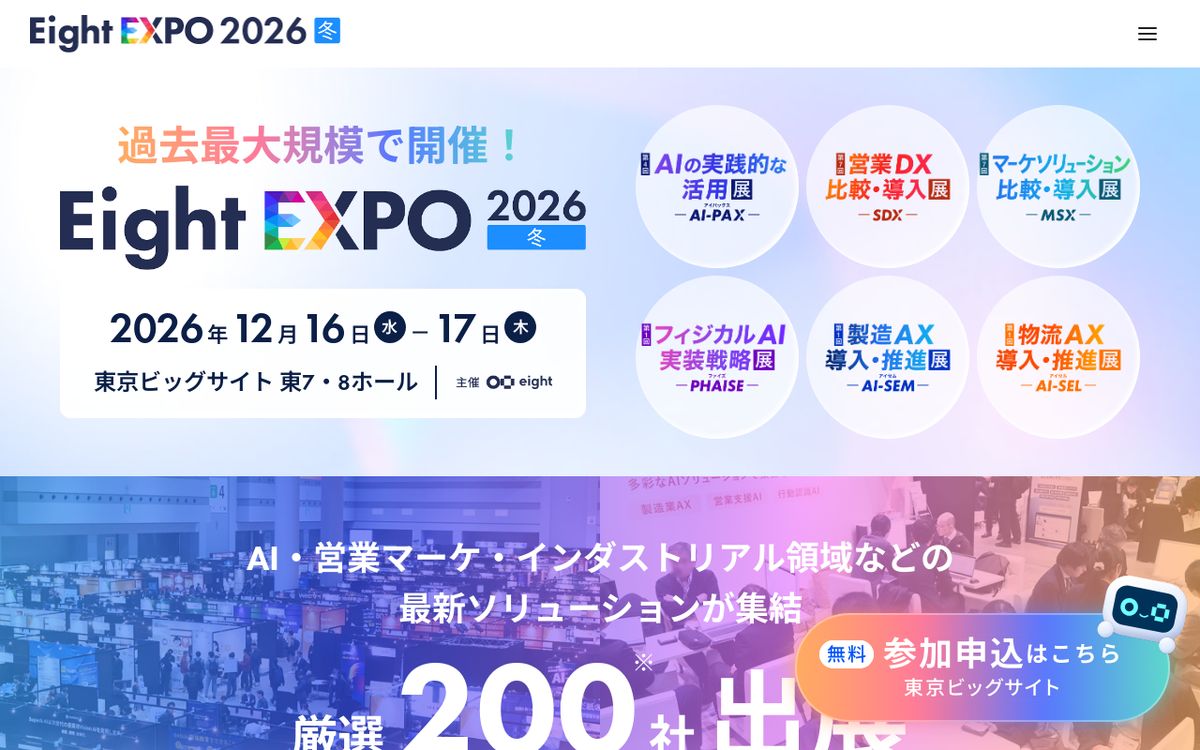 Eight EXPO 2026 冬
過去最大規模で開催！
Eight EXPO 2026 冬
2026年12月16日水－17日木
東京ビッグサイト 東7・8ホール
主催 eight
第4回 AIの実践的な
活用展
アイパックス
AI-PAX
第7回 営業DX
比較・導入展
SDX
第7回 マーケソリューション
比較・導入展
MSX
第1回 フィジカルAI
実装戦略展
ファイズ
PHAISE
第1回 製造AX
導入・推進展
アイセム
AI-SEM
第1回 物流AX
導入・推進展
アイセル
AI-SEL
多彩なAIソリューション
製造業AX 営業支援AI 行動認識AI
AI・営業マーケ・インダストリアル領域などの
最新ソリューションが集結
厳選200※社出展
無料 参加申込はこちら
東京ビッグサイト